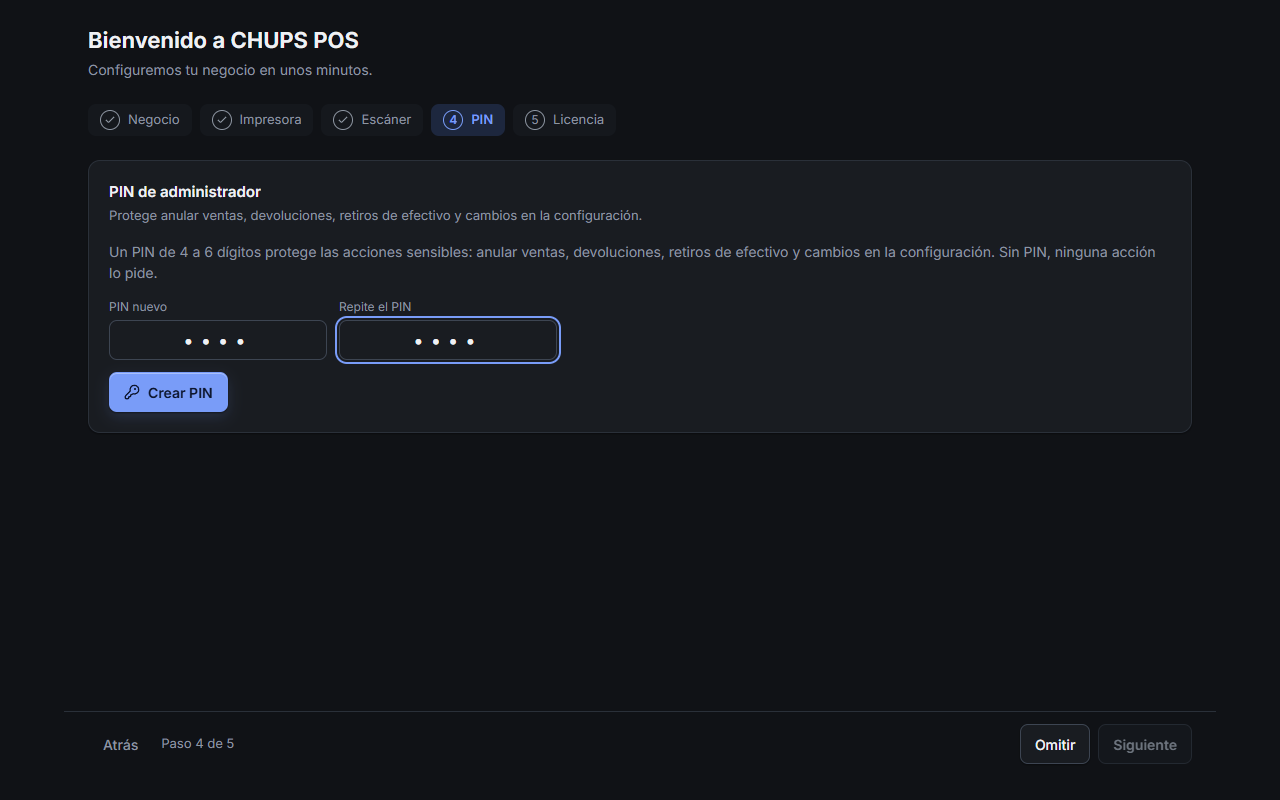 Bienvenido a CHUPS POS
Configuremos tu negocio en unos minutos.
Negocio
Impresora
Escáner
4 PIN
5 Licencia
PIN de administrador
Protege anular ventas, devoluciones, retiros de efectivo y cambios en la configuración.
Un PIN de 4 a 6 dígitos protege las acciones sensibles: anular ventas, devoluciones, retiros de efectivo y cambios en la configuración. Sin PIN, ninguna acción
lo pide.
PIN nuevo
Repite el PIN
••••
••••
Crear PIN
Atrás
Paso 4 de 5
Omitir
Siguiente